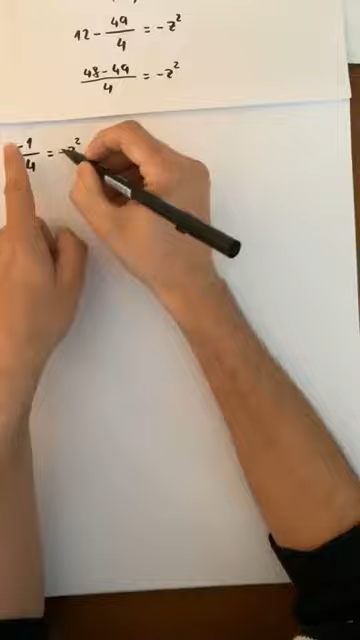 12 - 49/4 = -z²
48-49/4 = -z²
-1/4 = -z²